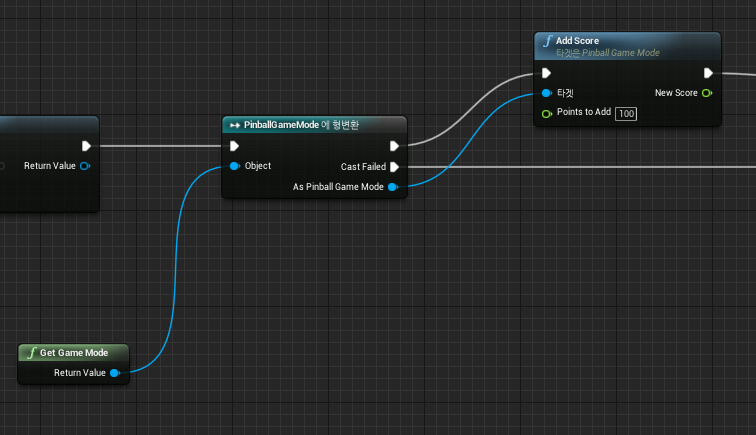 Add Score
타겟은 Pinball Game Mode
타겟
New Score
Points to Add 100
PinballGameMode 에 형변환
Return Value
Object
Cast Failed
As Pinball Game Mode
Get Game Mode
Return Value